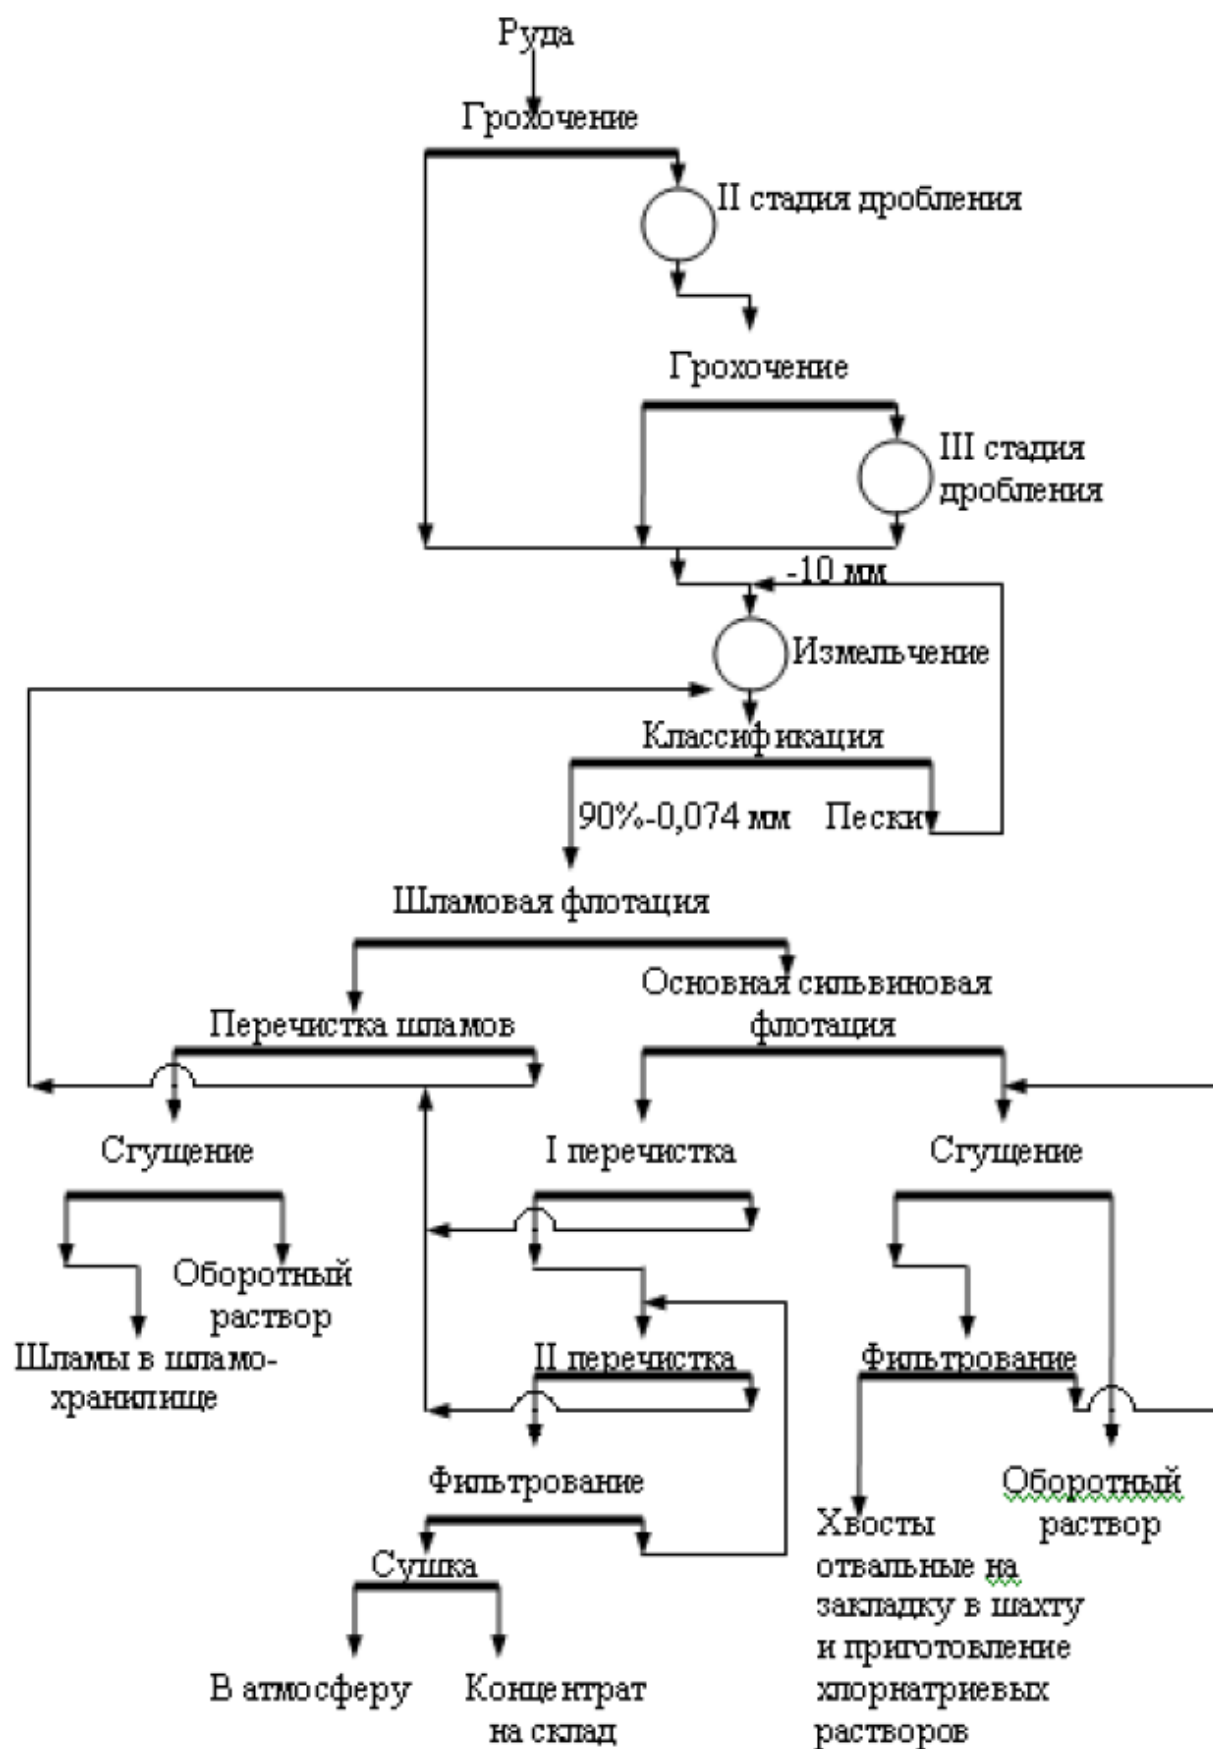 Руда
Грохочение
II стадия дробления
Грохочение
III стадия
дробления
-10 мм
Измельчение
Классификация
90%-0,074 мм
Пески
Шламовая флотация
Основная сильвиновая
флотация
Перечистка шламов
Сгущение
I перечистка
Сгущение
Оборотный
раствор
Шламы в шламо-
хранилище
II перечистка
Фильтрование
Фильтрование
Оборотный
раствор
Хвосты
отвальные на
закладку в шахту
и приготовление
хлорнатриевых
растворов
Сушка
В атмосферу
Концентрат
на склад